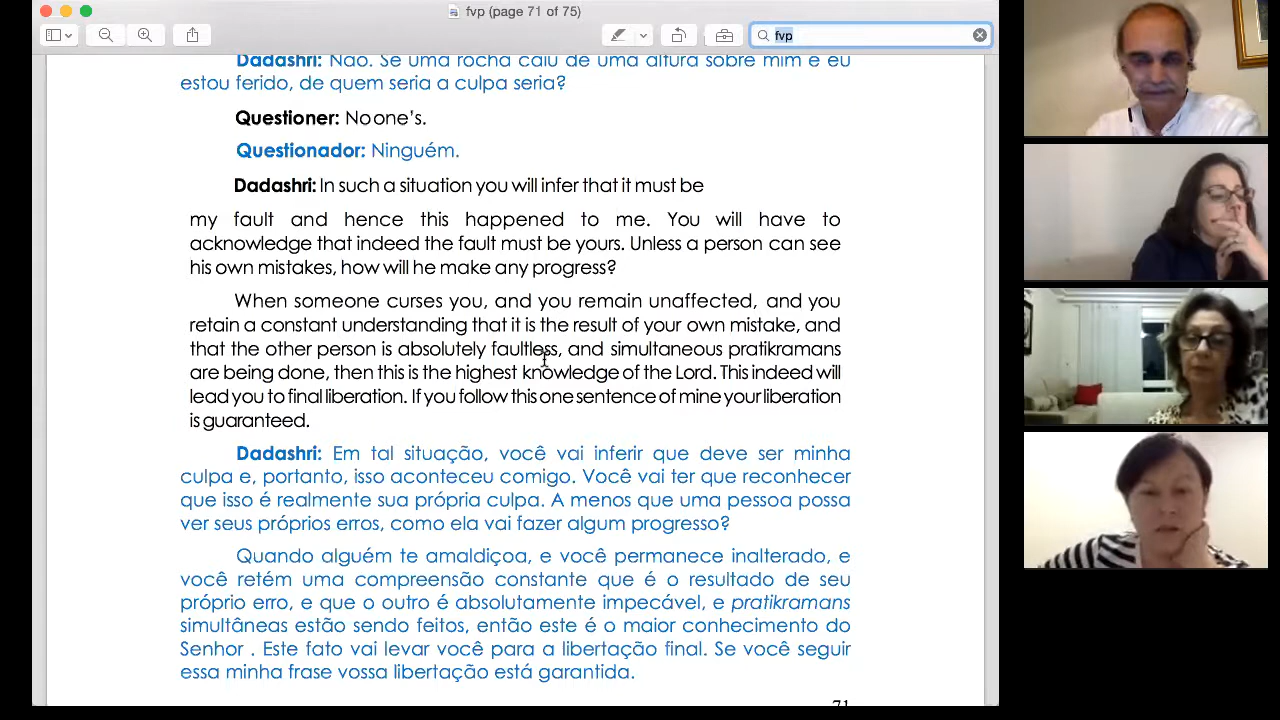 fvp (page 71 of 75)
fvp
Dadashri: Não. Se uma rocha caiu de uma altura sobre mim e eu
estou ferido, de quem seria a culpa seria?
Questioner: No one's.
Questionador: Ninguém.
Dadashri: In such a situation you will infer that it must be
my fault and hence this happened to me. You will have to
acknowledge that indeed the fault must be yours. Unless a person can see
his own mistakes, how will he make any progress?
When someone curses you, and you remain unaffected, and you
retain a constant understanding that it is the result of your own mistake, and
that the other person is absolutely faultless, and simultaneous pratikramans
are being done, then this is the highest knowledge of the Lord. This indeed will
lead you to final liberation. If you follow this one sentence of mine your liberation
is guaranteed.
Dadashri: Em tal situação, você vai inferir que deve ser minha
culpa e, portanto, isso aconteceu comigo. Você vai ter que reconhecer
que isso é realmente sua própria culpa. A menos que uma pessoa possa
ver seus próprios erros, como ela vai fazer algum progresso?
Quando alguém te amaldiçoa, e você permanece inalterado, e
você retém uma compreensão constante que é o resultado de seu
próprio erro, e que o outro é absolutamente impecável, e pratikramans
simultâneas estão sendo feitos, então este é o maior conhecimento do
Senhor . Este fato vai levar você para a libertação final. Se você seguir
essa minha frase vossa libertação está garantida.
71